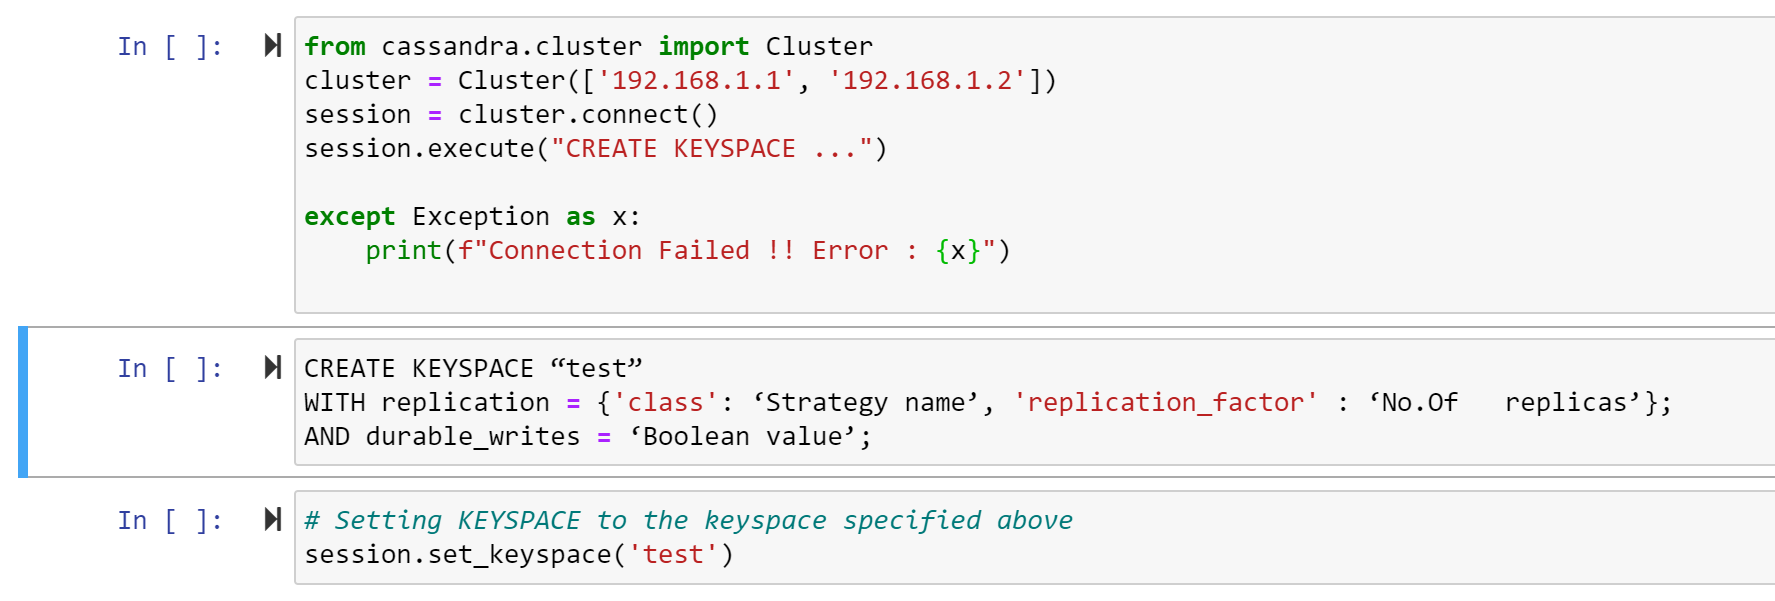 In [ ]: from cassandra.cluster import Cluster
cluster = Cluster(['192.168.1.1', '192.168.1.2'])
session = cluster.connect()
session.execute("CREATE KEYSPACE ...")
except Exception as x:
    print(f"Connection Failed !! Error : {x}")
In [ ]: CREATE KEYSPACE “test”
WITH replication = {'class': ‘Strategy name’, 'replication_factor' : ‘No.Of   replicas’};
AND durable_writes = ‘Boolean value’;
In [ ]: # Setting KEYSPACE to the keyspace specified above
session.set_keyspace('test')